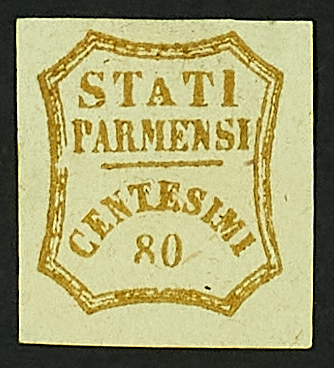 STATI
PARMENSI
CENTESIMI
80